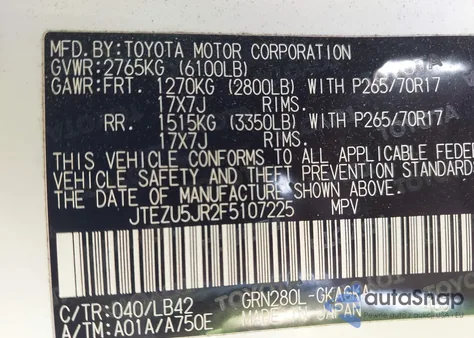 MFD.BY:TOYOTA MOTOR CORPORATION
GVWR:2765KG (6100LB)
GAWR:FRT. 1270KG (2800LB) WITH P265/70R17
17X7J RIMS.
RR. 1515KG (3350LB) WITH P265/70R17
17X7J RIMS.
THIS VEHICLE CONFORMS TO ALL APPLICABLE FEDE
VEHICLE SAFETY AND THEFT PREVENTION STANDARDS
THE DATE OF MANUFACTURE SHOWN ABOVE.
JTEZU5JR2F5107225 MPV
C/TR:040/LB42 GRN280L-GKAGKA
A/TM:A01A/A750E MADE IN JAPAN
autoSnap